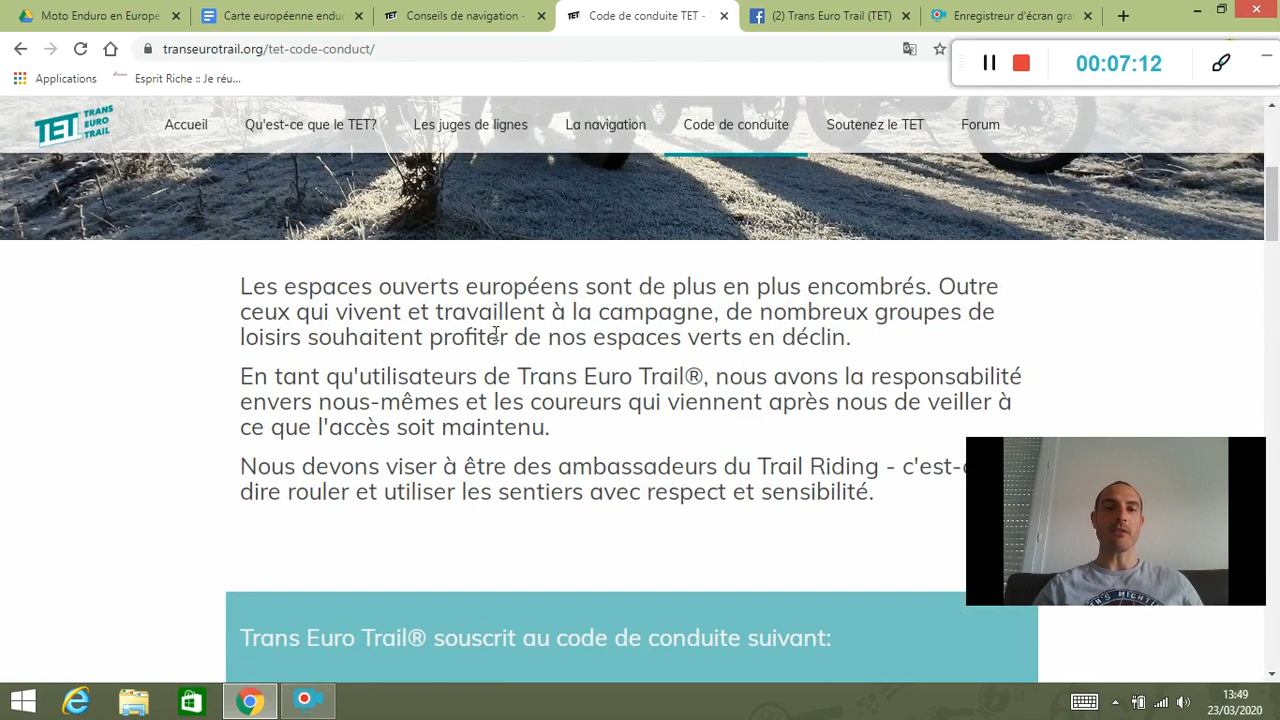 Moto Enduro en Europe
Carte européenne endu
Conseils de navigation -
Code de conduite TET -
(2) Trans Euro Trail (TET)
Enregistreur d'écran grat
transeurotrail.org/tet-code-conduct/
00:07:12
Applications
Esprit Riche :: Je réu...
TET TRANS EURO TRAIL
Accueil
Qu'est-ce que le TET?
Les juges de lignes
La navigation
Code de conduite
Soutenez le TET
Forum
Les espaces ouverts européens sont de plus en plus encombrés. Outre
ceux qui vivent et travaillent à la campagne, de nombreux groupes de
loisirs souhaitent profiter de nos espaces verts en déclin.
En tant qu'utilisateurs de Trans Euro Trail®, nous avons la responsabilité
envers nous-mêmes et les coureurs qui viennent après nous de veiller à
ce que l'accès soit maintenu.
Nous devons viser à être des ambassadeurs du Trail Riding - c'est-
dire rouler et utiliser les sentiers avec respect et sensibilité.
Trans Euro Trail® souscrit au code de conduite suivant:
13:49
23/03/2020